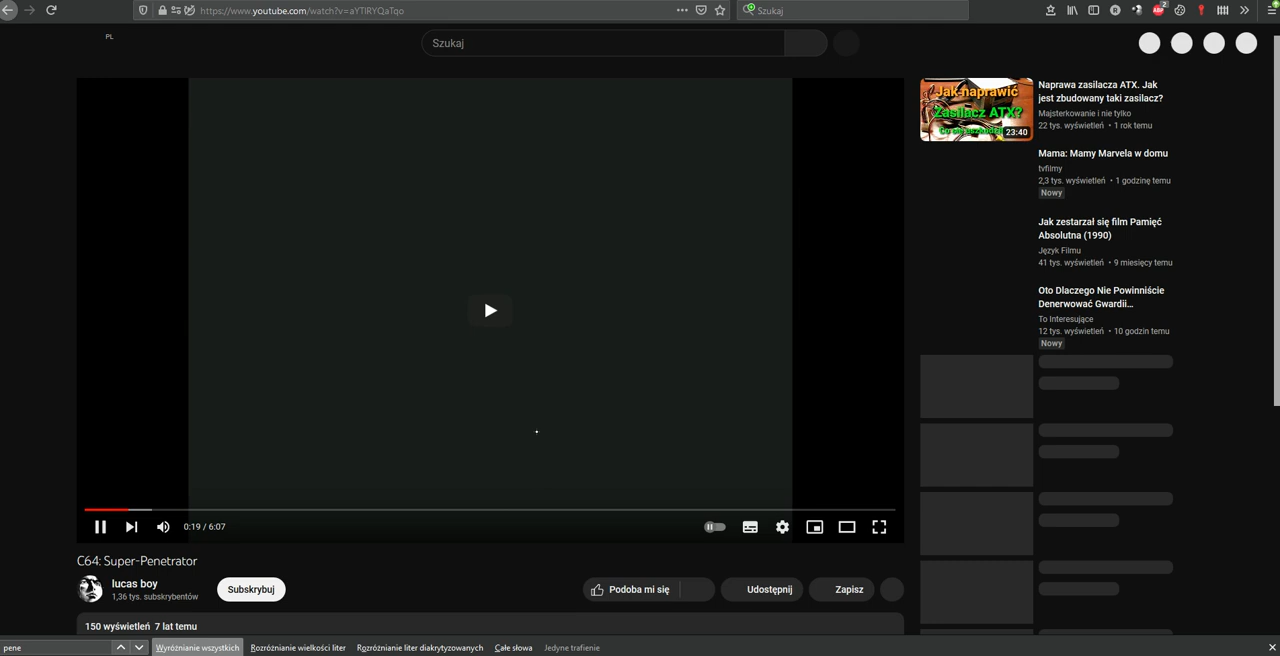 https://www.youtube.com/watch?v=aYTlRYQaTqo
Szukaj
2
PL
Szukaj
Jak naprawić
Zasilacz ATX?
23:40
Naprawa zasilacza ATX. Jak
jest zbudowany taki zasilacz?
Majsterkowanie i nie tylko
22 tys. wyświetleń • 1 rok temu
Mama: Mamy Marvela w domu
tvfilmy
2,3 tys. wyświetleń • 1 godzinę temu
Nowy
Jak zestarzał się film Pamięć
Absolutna (1990)
Język Filmu
41 tys. wyświetleń • 9 miesięcy temu
Oto Dlaczego Nie Powinniście
Denerwować Gwardii...
To Interesujące
12 tys. wyświetleń • 10 godzin temu
Nowy
0:19 / 6:07
C64: Super-Penetrator
lucas boy
1,36 tys. subskrybentów
Subskrybuj
Podoba mi się
Udostępnij
Zapisz
150 wyświetleń 7 lat temu
pene
Wyróżnianie wszystkich
Rozróżnianie wielkości liter
Rozróżnianie liter diakrytyzowanych
Całe słowa
Jedyne trafienie